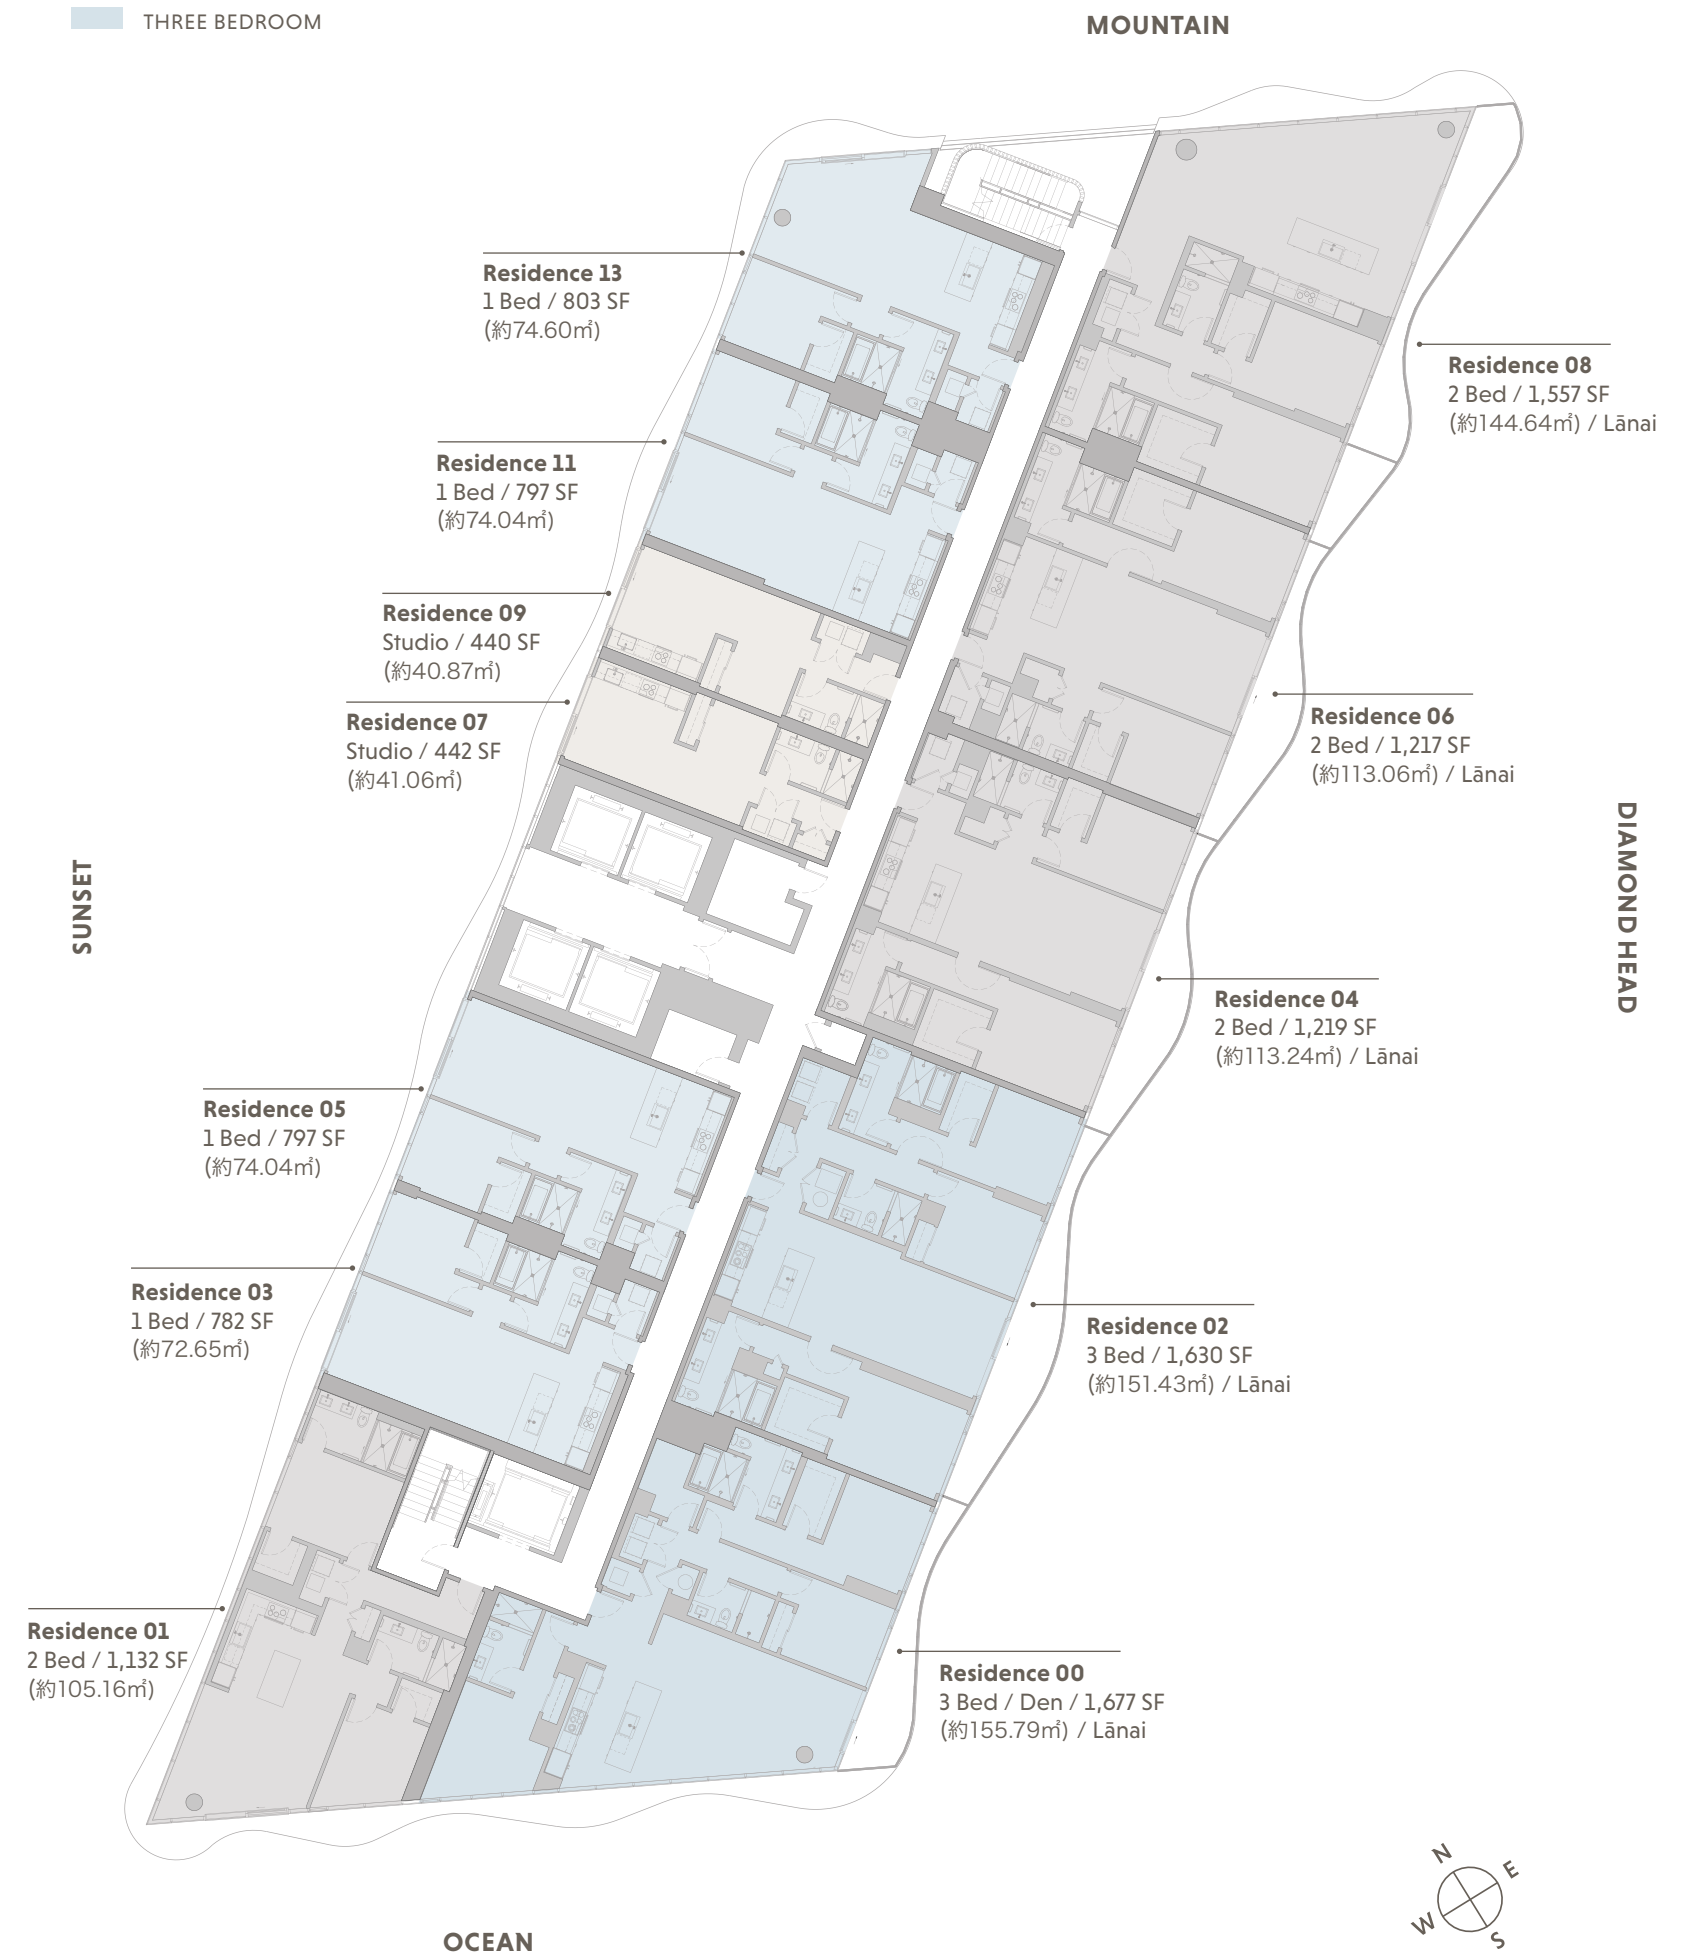 THREE BEDROOM
MOUNTAIN
Residence 13
1 Bed / 803 SF
(約74.60㎡)
Residence 08
2 Bed / 1,557 SF
(約144.64㎡) / Lānai
Residence 11
1 Bed / 797 SF
(約74.04㎡)
Residence 09
Studio / 440 SF
(約40.87㎡)
Residence 07
Studio / 442 SF
(約41.06㎡)
Residence 06
2 Bed / 1,217 SF
(約113.06㎡) / Lānai
SUNSET
DIAMOND HEAD
Residence 04
2 Bed / 1,219 SF
(約113.24㎡) / Lānai
Residence 05
1 Bed / 797 SF
(約74.04㎡)
Residence 03
1 Bed / 782 SF
(約72.65㎡)
Residence 02
3 Bed / 1,630 SF
(約151.43㎡) / Lānai
Residence 01
2 Bed / 1,132 SF
(約105.16㎡)
Residence 00
3 Bed / Den / 1,677 SF
(約155.79㎡) / Lānai
N
E
W
S
OCEAN